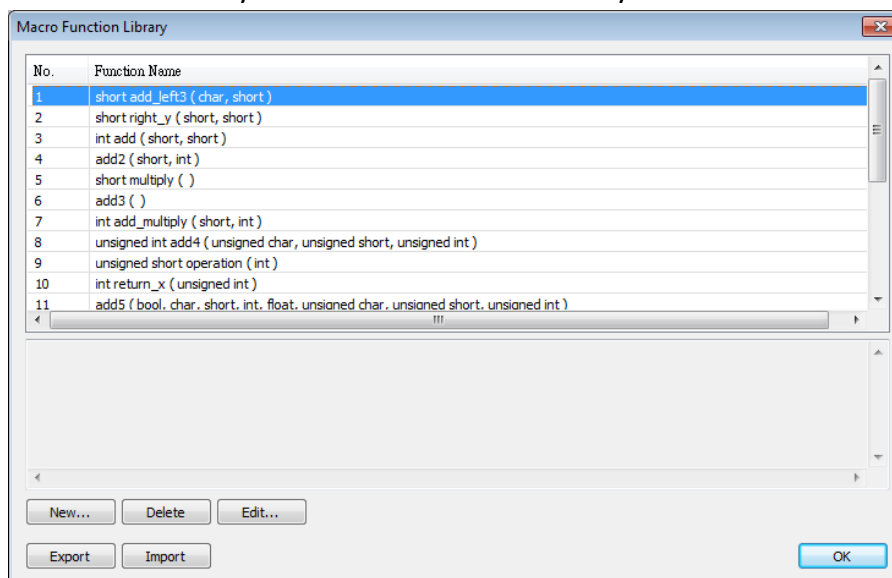 Macro Function Library
No. Function Name
1 short add_left3 ( char, short )
2 short right_y ( short, short )
3 int add ( short, short )
4 add2 ( short, int )
5 short multiply ( )
6 add3 ( )
7 int add_multiply ( short, int )
8 unsigned int add4 ( unsigned char, unsigned short, unsigned int )
9 unsigned short operation ( int )
10 int return_x ( unsigned int )
11 add5 ( bool, char, short, int, float, unsigned char, unsigned short, unsigned int )
New... Delete Edit...
Export Import OK